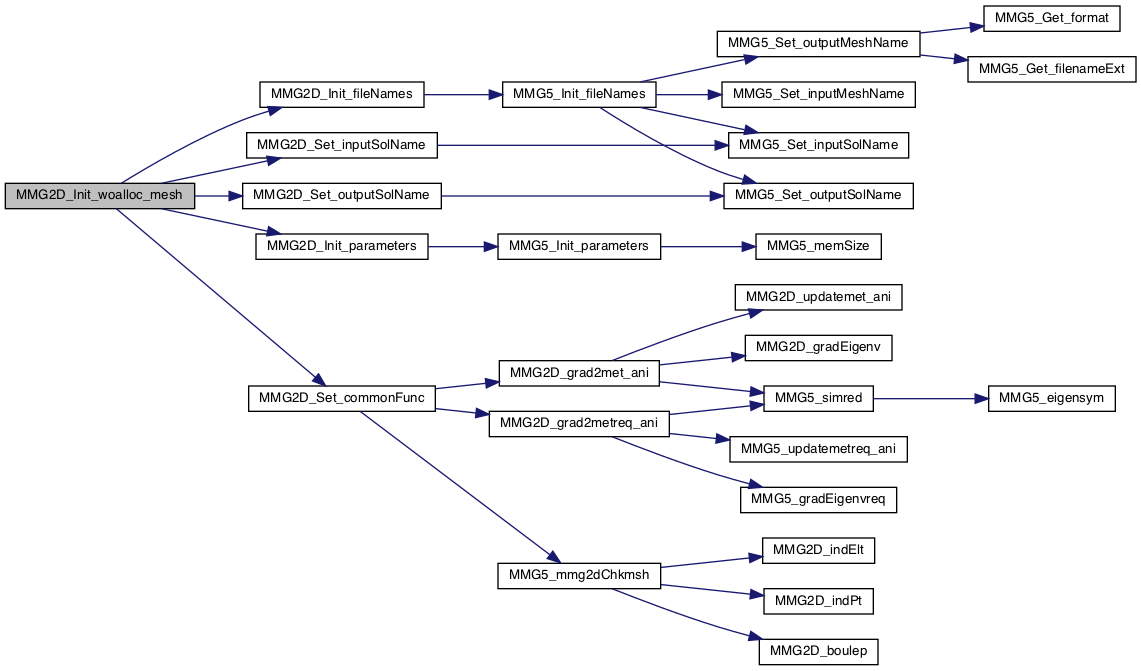 MMG5_Get_format
MMG5_Set_outputMeshName
MMG5_Get_filenameExt
MMG2D_Init_fileNames
MMG5_Init_fileNames
MMG5_Set_inputMeshName
MMG2D_Set_inputSolName
MMG5_Set_inputSolName
MMG2D_Init_woalloc_mesh
MMG2D_Set_outputSolName
MMG5_Set_outputSolName
MMG2D_Init_parameters
MMG5_Init_parameters
MMG5_memSize
MMG2D_updatemet_ani
MMG2D_gradEigenv
MMG2D_grad2met_ani
MMG2D_Set_commonFunc
MMG5_simred
MMG5_eigensym
MMG2D_grad2metreq_ani
MMG5_updatemetreq_ani
MMG5_gradEigenvreq
MMG2D_indElt
MMG5_mmg2dChkmsh
MMG2D_indPt
MMG2D_boulep